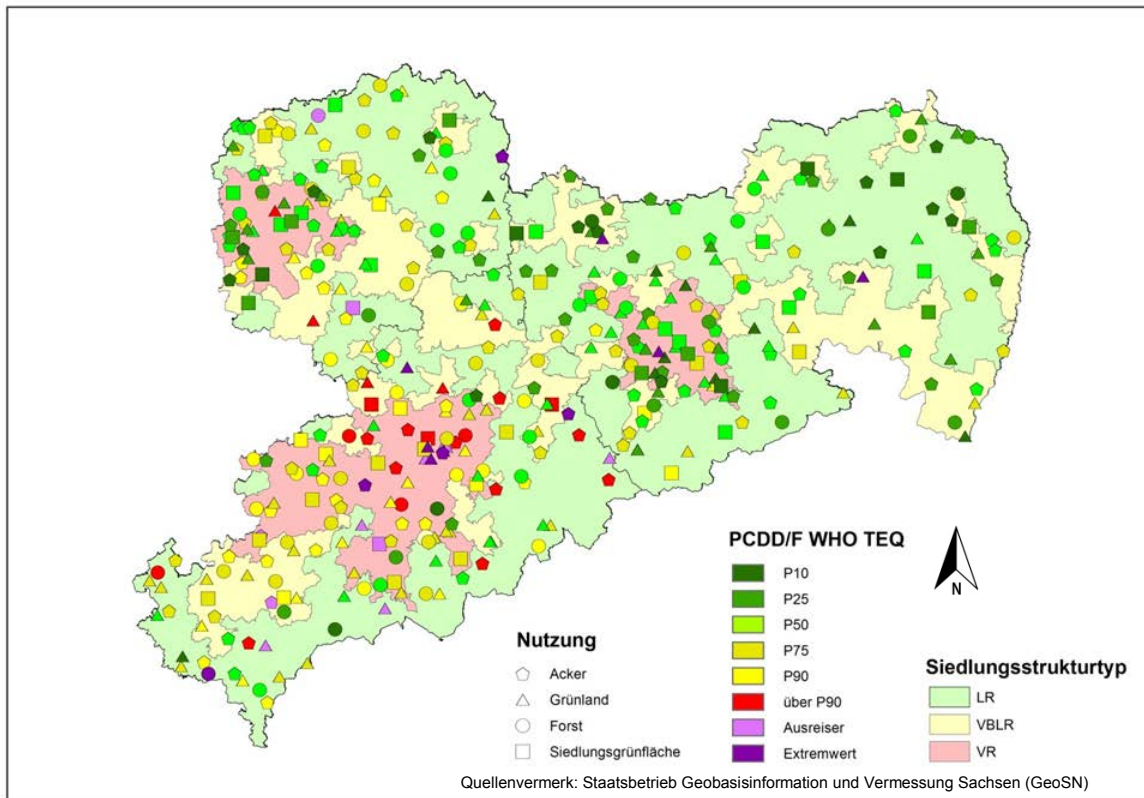 PCDD/F WHO TEQ
P10
P25
P50
P75
P90
über P90
Ausreiser
Extremwert
N
Nutzung
Acker
Grünland
Forst
Siedlungsgrünfläche
Siedlungsstrukturtyp
LR
VBLR
VR
Quellenvermerk: Staatsbetrieb Geobasisinformation und Vermessung Sachsen (GeoSN)